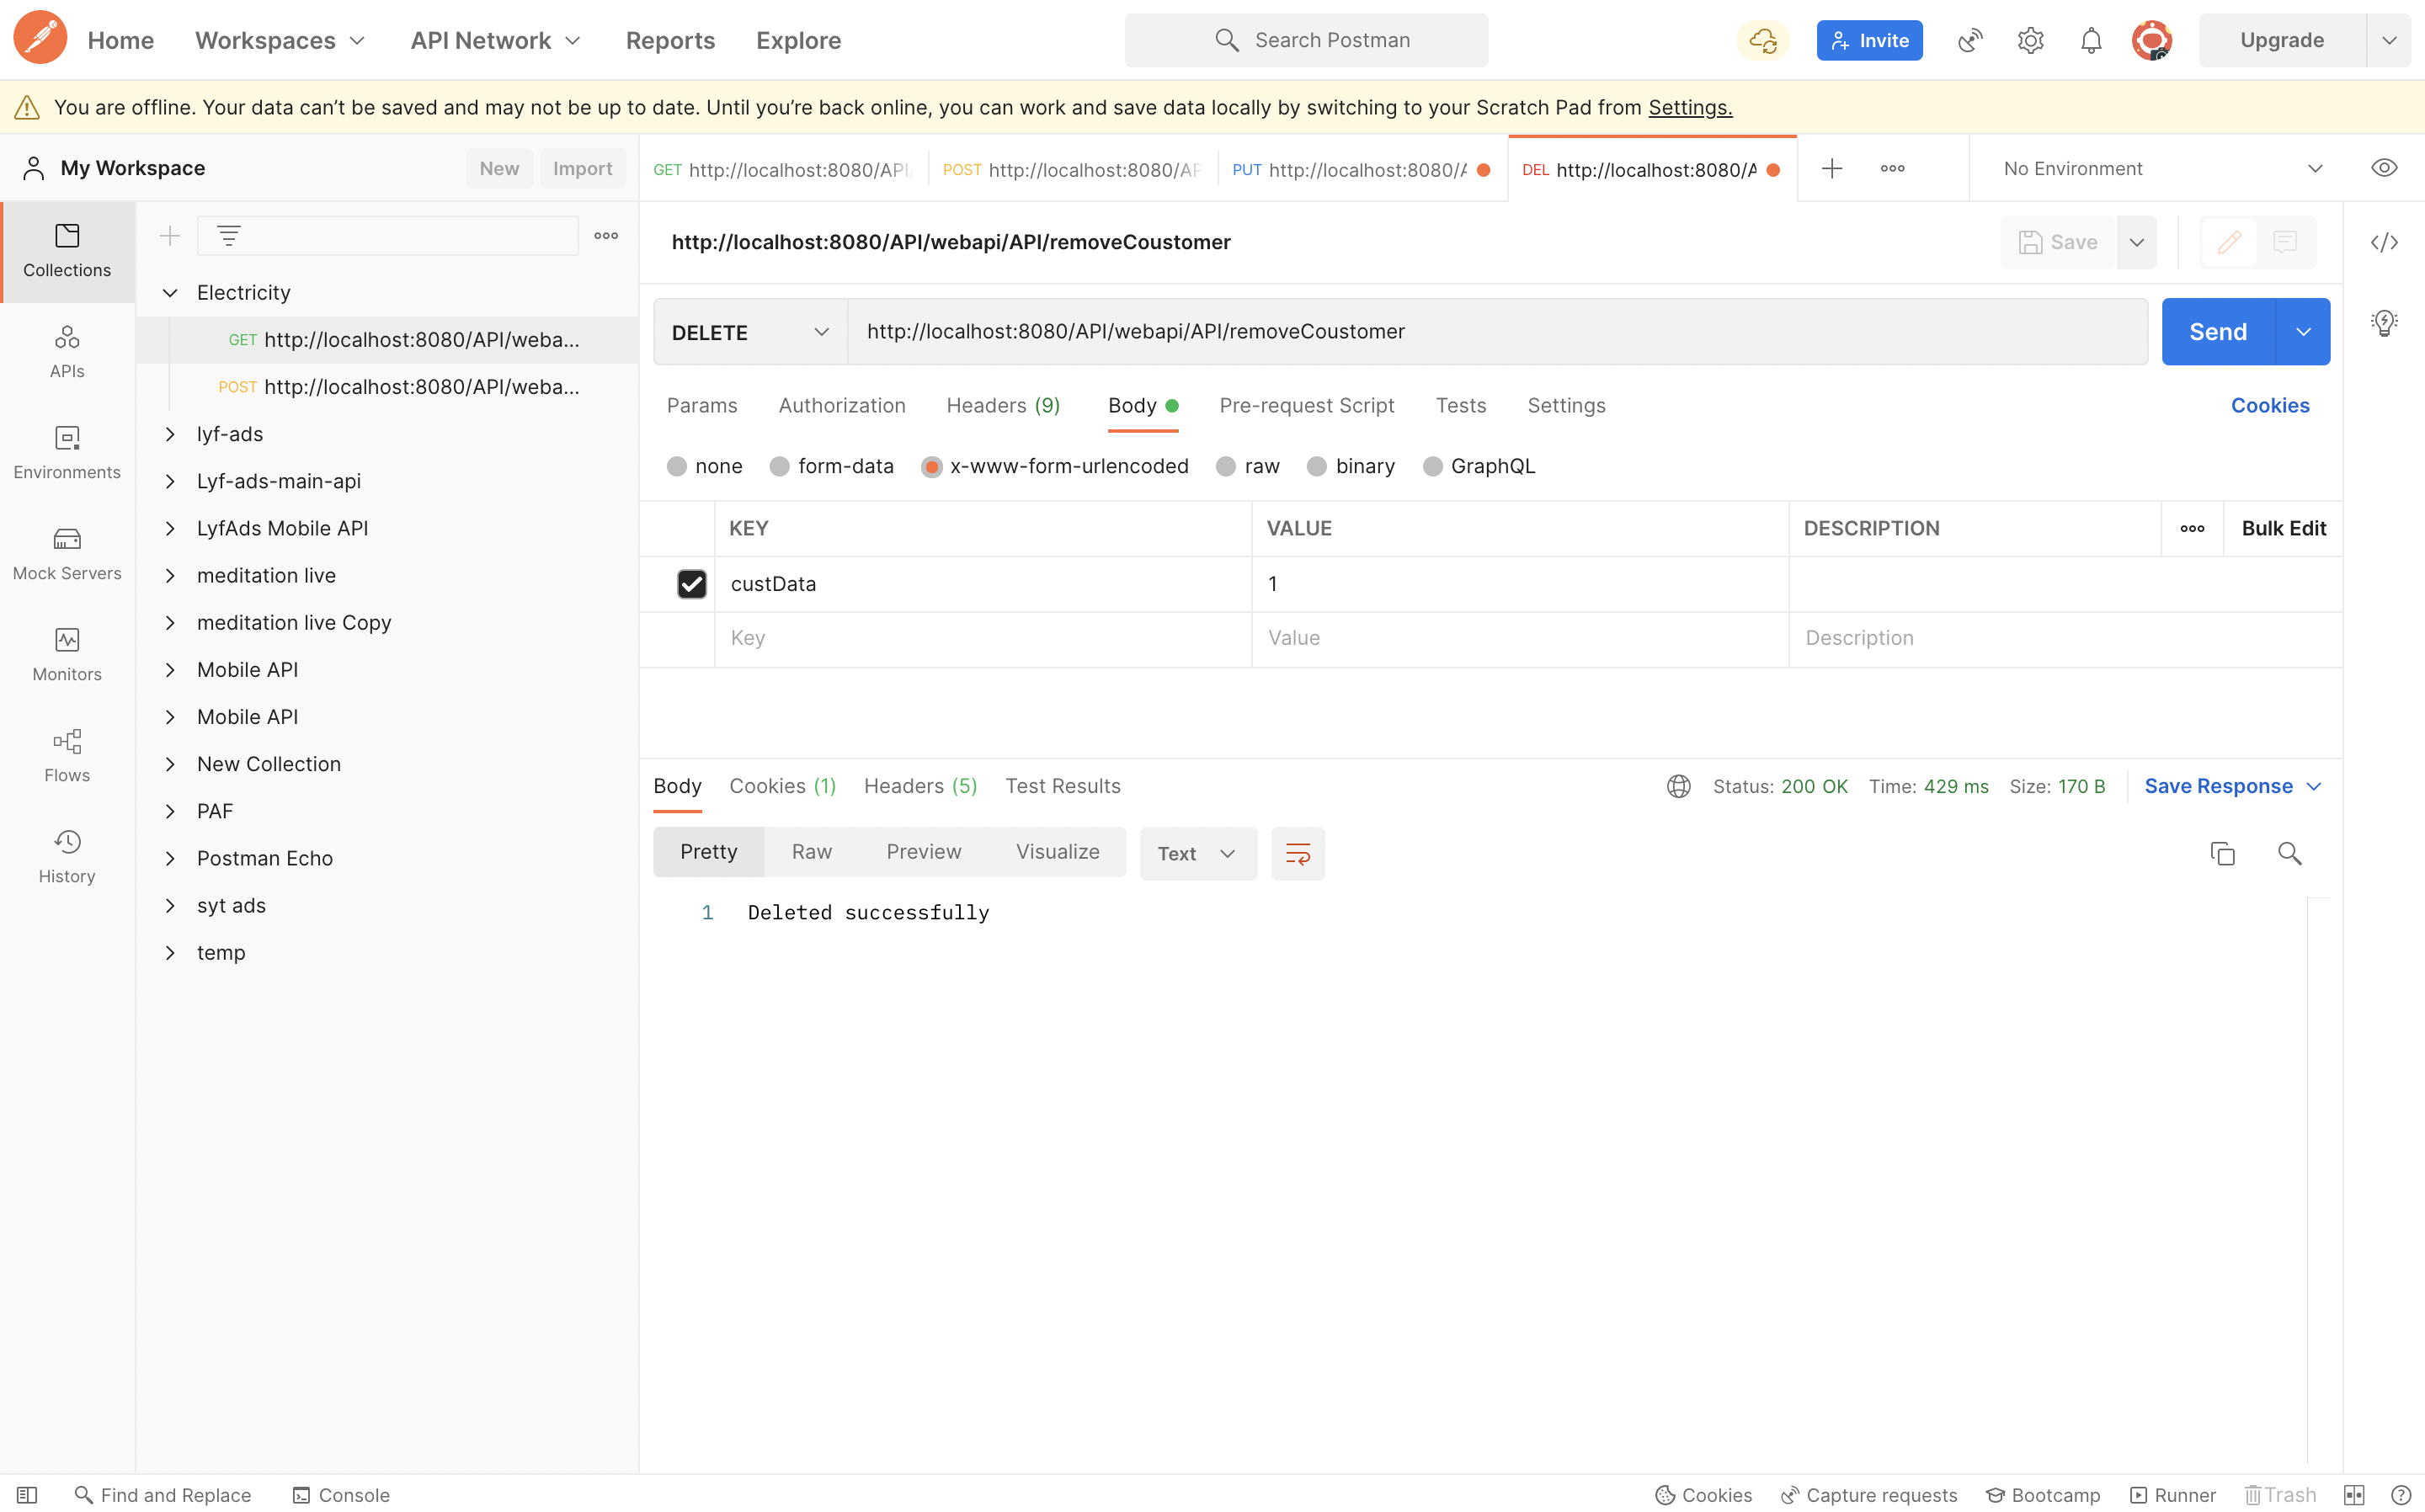 Home Workspaces API Network Reports Explore Search Postman Invite Upgrade
You are offline. Your data can’t be saved and may not be up to date. Until you’re back online, you can work and save data locally by switching to your Scratch Pad from Settings.
My Workspace New Import
GET http://localhost:8080/API/ POST http://localhost:8080/AP PUT http://localhost:8080/A DEL http://localhost:8080/A No Environment
Collections
APIs
Environments
Mock Servers
Monitors
Flows
History
Electricity
GET http://localhost:8080/API/weba...
POST http://localhost:8080/API/weba...
lyf-ads
Lyf-ads-main-api
LyfAds Mobile API
meditation live
meditation live Copy
Mobile API
Mobile API
New Collection
PAF
Postman Echo
syt ads
temp
http://localhost:8080/API/webapi/API/removeCoustomer Save
DELETE http://localhost:8080/API/webapi/API/removeCoustomer Send
Params Authorization Headers (9) Body Pre-request Script Tests Settings Cookies
none form-data x-www-form-urlencoded raw binary GraphQL
KEY VALUE DESCRIPTION Bulk Edit
custData 1
Key Value Description
Body Cookies (1) Headers (5) Test Results Status: 200 OK Time: 429 ms Size: 170 B Save Response
Pretty Raw Preview Visualize Text
1 Deleted successfully
Find and Replace Console Cookies Capture requests Bootcamp Runner Trash